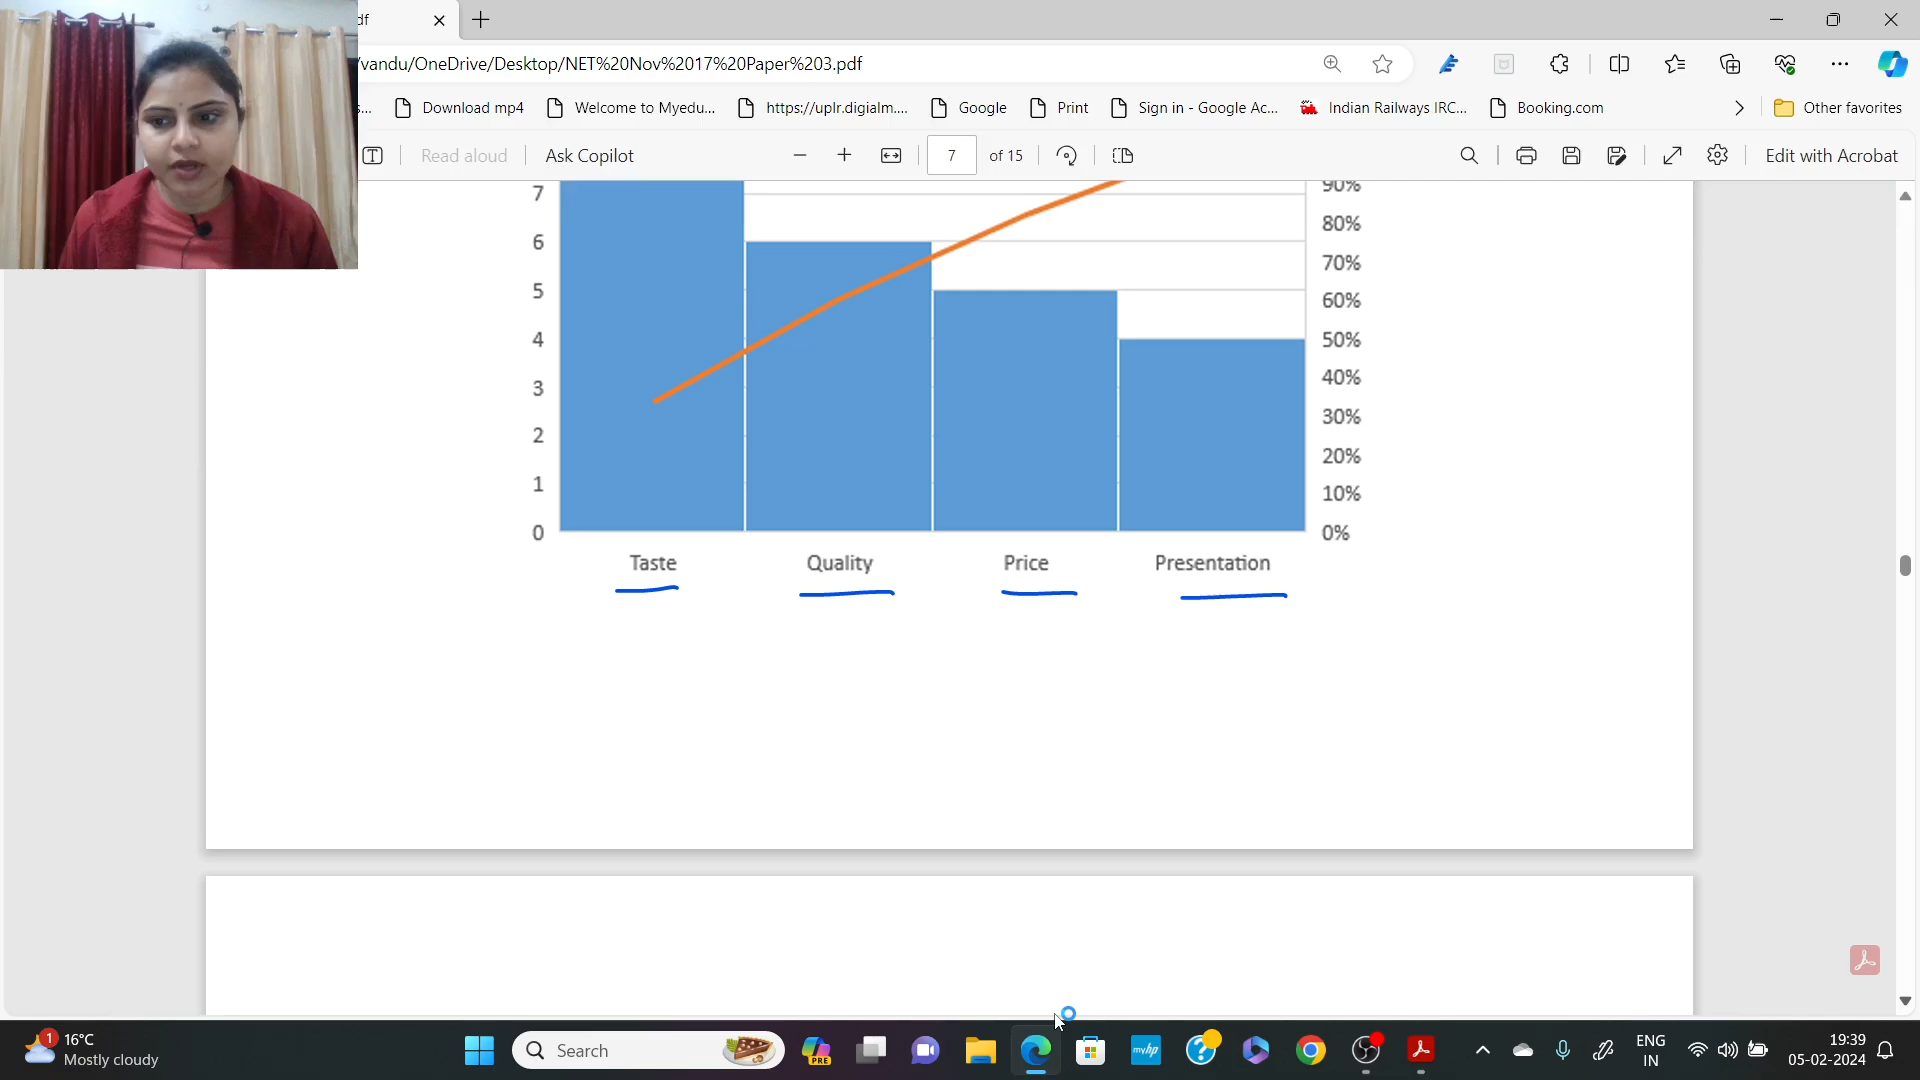 df
/vandu/OneDrive/Desktop/NET%20Nov%2017%20Paper%203.pdf
s... Download mp4 Welcome to Myedu... https://uplr.digialm.... Google Print Sign in - Google Ac... Indian Railways IRC... Booking.com Other favorites
Read aloud Ask Copilot 7 of 15 Edit with Acrobat
7 90%
80%
6
70%
5 60%
4 50%
3 40%
30%
2
20%
1 10%
0 0%
Taste Quality Price Presentation
1 16°C
Mostly cloudy
Search
PRE
myhp
ENG
IN
19:39
05-02-2024